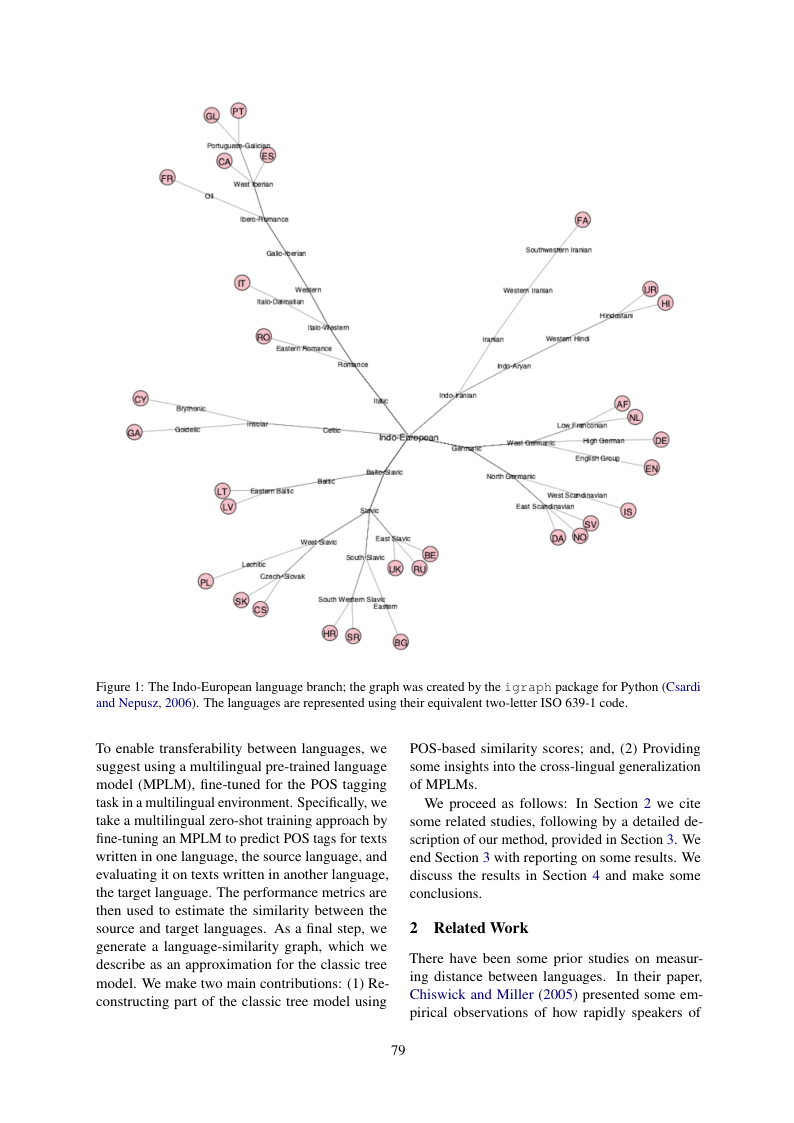 GL PT
Portuguese-Galician
CA ES
West Iberian
FR
Oil
Ibero-Romance
FA
Southwestern Iranian
Gallo-Iberian
IT
Western
Italo-Dalmatian
Western Iranian
UR
HI
Hindustani
Italo-Western
RO
Eastern Romance
Iranian
Western Hindi
Romance
Indo-Aryan
Italic
Indo-Iranian
CY
Brythonic
GA
Goidelic
Insular
Celtic
Indo-European
AF
NL
Low Franconian
Germanic
West Germanic
High German
DE
English Group
EN
Balto-Slavic
Baltic
Eastern Baltic
LT
LV
North Germanic
West Scandinavian
East Scandinavian
IS
SV
DA NO
Slavic
West Slavic
East Slavic
BE
South Slavic
UK RU
Lechitic
PL
Czech-Slovak
SK
CS
South Western Slavic
Eastern
HR SR BG
Figure 1: The Indo-European language branch; the graph was created by the igraph package for Python (Csardi
and Nepusz, 2006). The languages are represented using their equivalent two-letter ISO 639-1 code.
To enable transferability between languages, we
suggest using a multilingual pre-trained language
model (MPLM), fine-tuned for the POS tagging
task in a multilingual environment. Specifically, we
take a multilingual zero-shot training approach by
fine-tuning an MPLM to predict POS tags for texts
written in one language, the source language, and
evaluating it on texts written in another language,
the target language. The performance metrics are
then used to estimate the similarity between the
source and target languages. As a final step, we
generate a language-similarity graph, which we
describe as an approximation for the classic tree
model. We make two main contributions: (1) Re-
constructing part of the classic tree model using
POS-based similarity scores; and, (2) Providing
some insights into the cross-lingual generalization
of MPLMs.
We proceed as follows: In Section 2 we cite
some related studies, following by a detailed de-
scription of our method, provided in Section 3. We
end Section 3 with reporting on some results. We
discuss the results in Section 4 and make some
conclusions.
2 Related Work
There have been some prior studies on measur-
ing distance between languages. In their paper,
Chiswick and Miller (2005) presented some em-
pirical observations of how rapidly speakers of
79